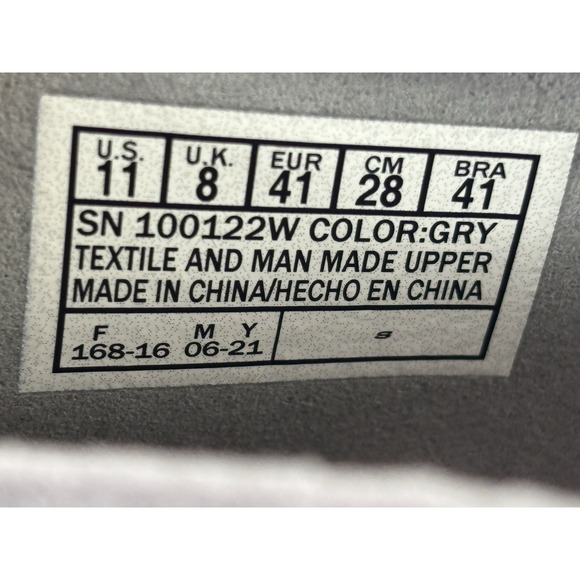 U.S. U.K. EUR CM BRA
11 8 41 28 41
SN 100122W COLOR:GRY
TEXTILE AND MAN MADE UPPER
MADE IN CHINA/HECHO EN CHINA
F M Y
168-16 06-21
S